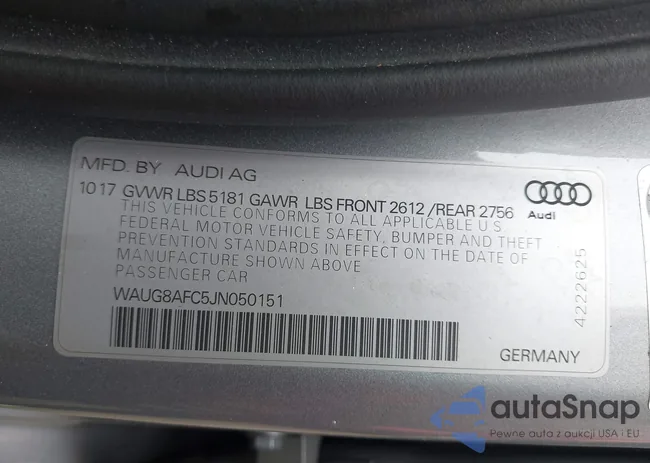 MFD. BY AUDI AG
10 17 GVWR LBS 5181 GAWR LBS FRONT 2612 /REAR 2756
THIS VEHICLE CONFORMS TO ALL APPLICABLE U S
FEDERAL MOTOR VEHICLE SAFETY, BUMPER AND THEFT
PREVENTION STANDARDS IN EFFECT ON THE DATE OF
MANUFACTURE SHOWN ABOVE
PASSENGER CAR
WAUG8AFC5JN050151
Audi
4222625
GERMANY
autaSnap
Pewne auta z aukcji USA i EU